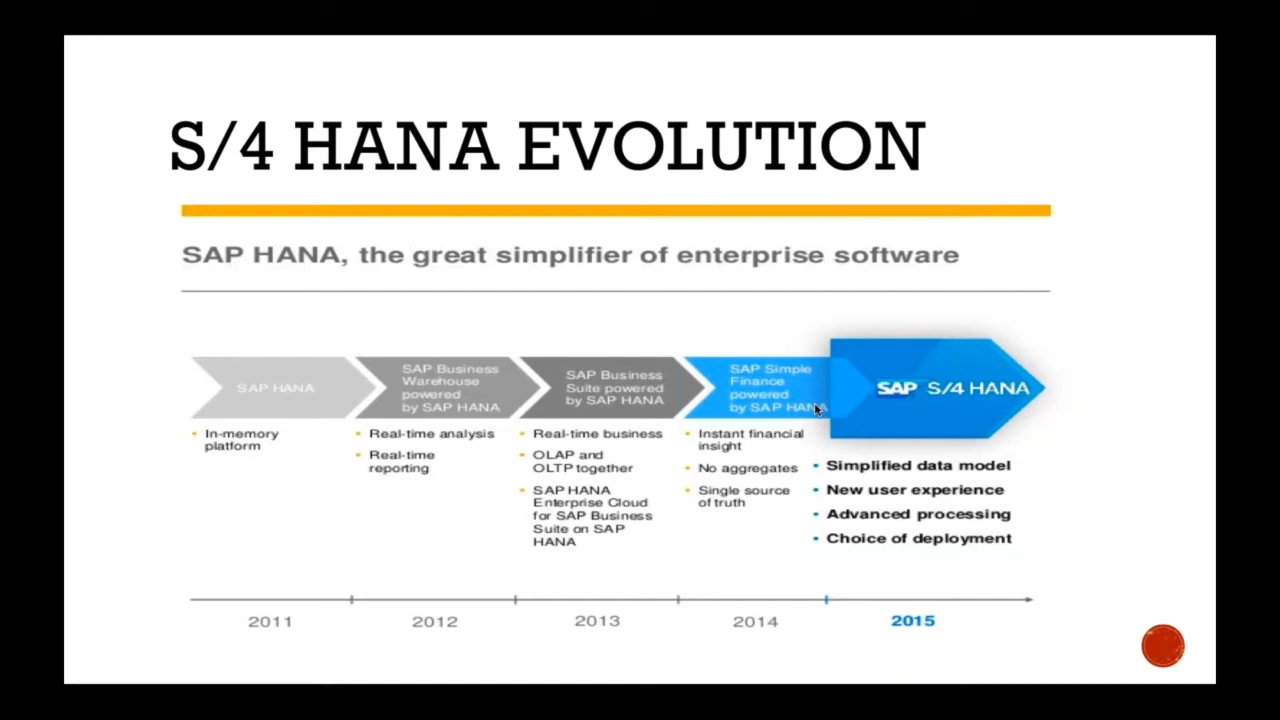 S/4 HANA EVOLUTION
SAP HANA, the great simplifier of enterprise software
SAP HANA
• In-memory
platform
SAP Business
Warehouse
powered
by SAP HANA
• Real-time analysis
• Real-time
reporting
SAP Business
Suite powered
by SAP HANA
• Real-time business
• OLAP and
OLTP together
• SAP HANA
Enterprise Cloud
for SAP Business
Suite on SAP
HANA
SAP Simple
Finance
powered
by SAP HANA
• Instant financial
insight
• No aggregates
• Single source
of truth
SAP S/4 HANA
• Simplified data model
• New user experience
• Advanced processing
• Choice of deployment
2011
2012
2013
2014
2015